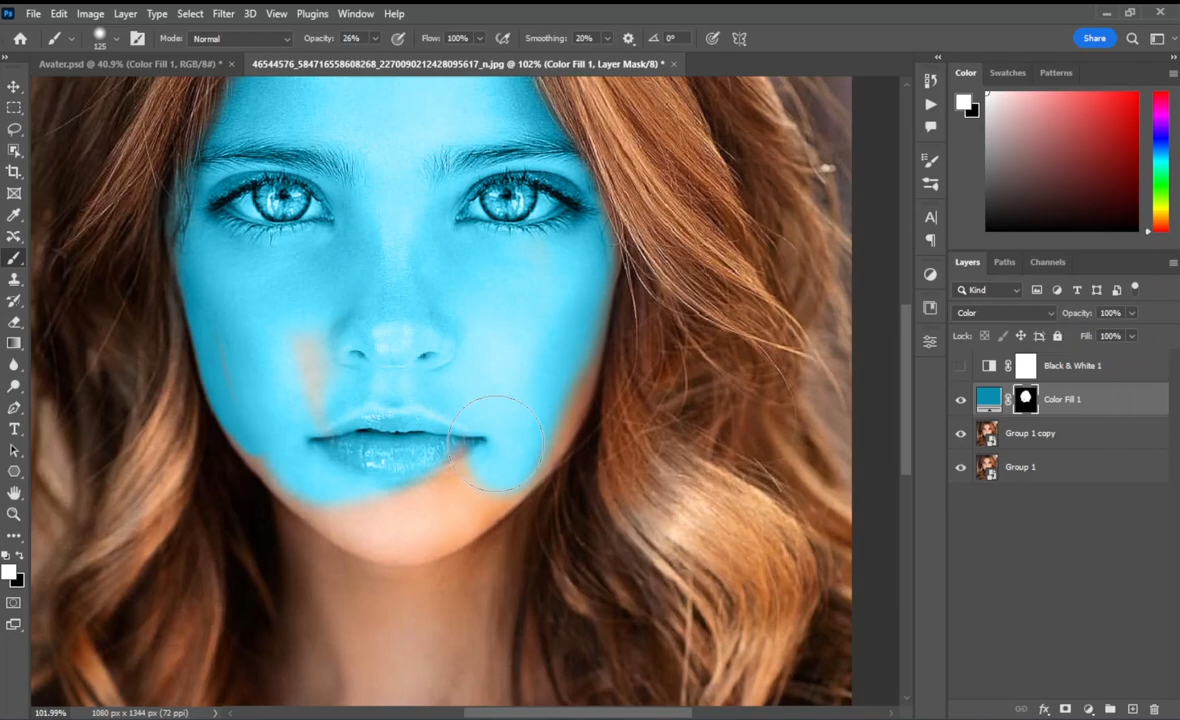 Ps File Edit Image Layer Type Select Filter 3D View Plugins Window Help
125 Mode: Normal Opacity: 26% Flow: 100% Smoothing: 20% 0° Share
Avater.psd @ 40.9% (Color Fill 1, RGB/8#) * × 46544576_584716558608268_2270090212428095617_n.jpg @ 102% (Color Fill 1, Layer Mask/8) * ×
Color Swatches Patterns
Layers Paths Channels
Kind
Color Opacity: 100%
Lock: Fill: 100%
Black & White 1
Color Fill 1
Group 1 copy
Group 1
101.99% 1080 px x 1344 px (72 ppi)